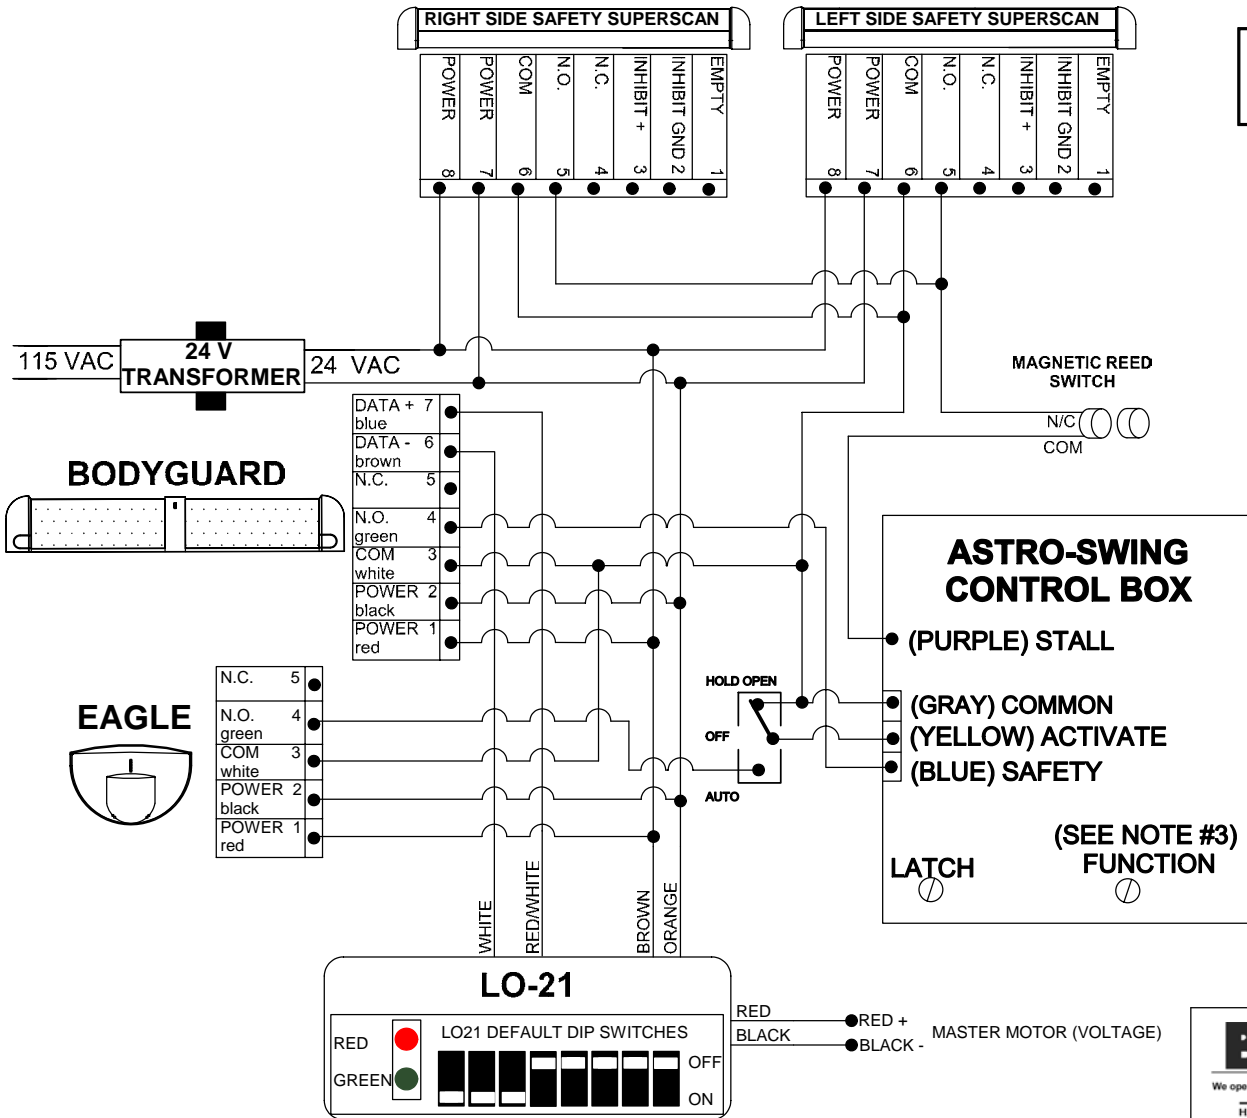 RIGHT SIDE SAFETY SUPERSCAN
LEFT SIDE SAFETY SUPERSCAN
POWER 8
POWER 7
COM 6
N.O. 5
N.C. 4
INHIBIT + 3
INHIBIT GND 2
EMPTY 1
POWER 8
POWER 7
COM 6
N.O. 5
N.C. 4
INHIBIT + 3
INHIBIT GND 2
EMPTY 1
115 VAC
24 V
TRANSFORMER
24 VAC
MAGNETIC REED
SWITCH
N/C
COM
BODYGUARD
DATA + 7
blue
DATA - 6
brown
N.C. 5
N.O. 4
green
COM 3
white
POWER 2
black
POWER 1
red
ASTRO-SWING
CONTROL BOX
(PURPLE) STALL
(GRAY) COMMON
(YELLOW) ACTIVATE
(BLUE) SAFETY
(SEE NOTE #3)
FUNCTION
LATCH
HOLD OPEN
OFF
AUTO
EAGLE
N.C. 5
N.O. 4
green
COM 3
white
POWER 2
black
POWER 1
red
WHITE
RED/WHITE
BROWN
ORANGE
LO-21
RED
GREEN
LO21 DEFAULT DIP SWITCHES
OFF
ON
RED
BLACK
RED +
BLACK -
MASTER MOTOR (VOLTAGE)
We ope